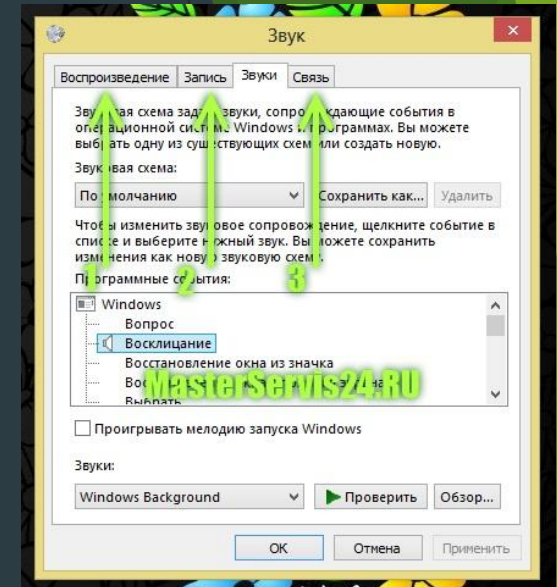 Звук
Воспроизведение Запись Звуки Связь
Звуковая схема задает звуки, сопровождающие события в
операционной системе Windows и программах. Вы можете
выбрать одну из существующих схем или создать новую.
Звуковая схема:
По умолчанию Сохранить как... Удалить
Чтобы изменить звуковое сопровождение, щелкните событие в
списке и выберите нужный звук. Вы можете сохранить
изменения как новую звуковую схему.
1 2 3
Программные события:
Windows
Вопрос
Восклицание
Восстановление окна из значка
MasterServis24.RU
Выбрать
Проигрывать мелодию запуска Windows
Звуки:
Windows Background Проверить Обзор...
OK Отмена Применить